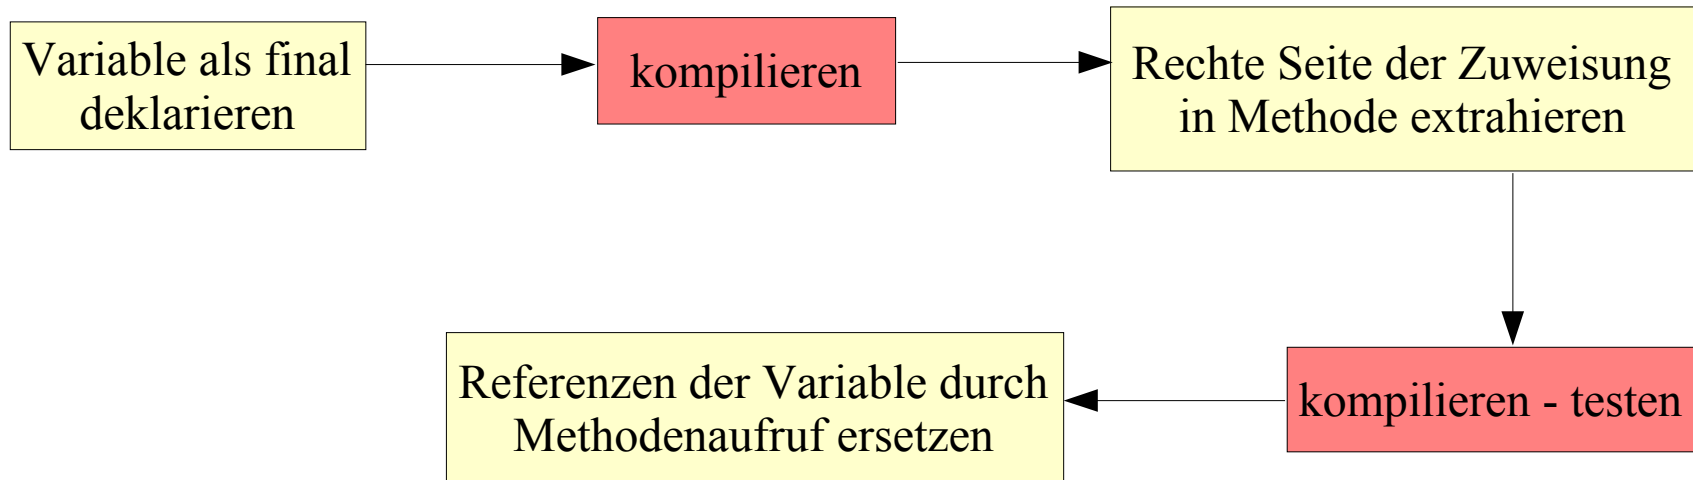 Variable als final
deklarieren
kompilieren
Rechte Seite der Zuweisung
in Methode extrahieren
kompilieren - testen
Referenzen der Variable durch
Methodenaufruf ersetzen